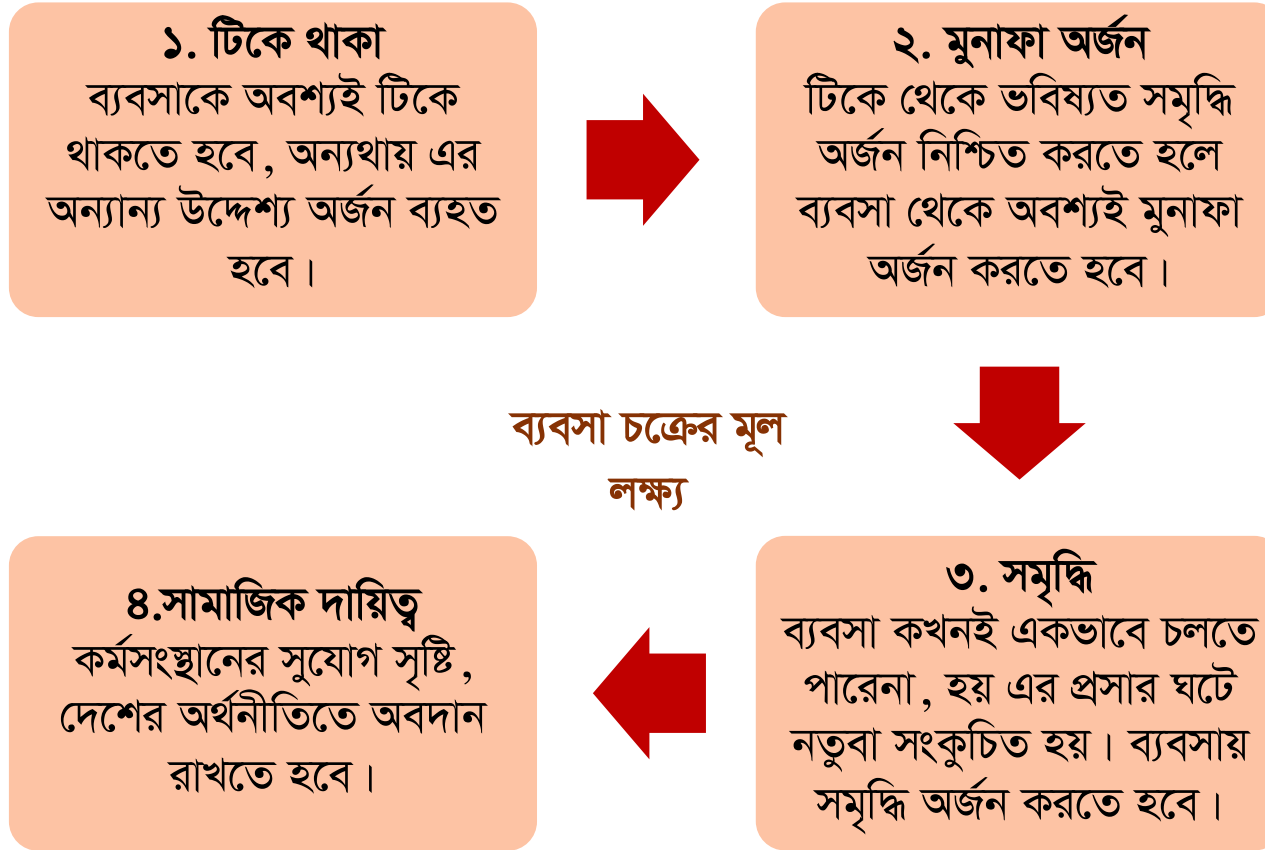 ১. টিকে থাকা
ব্যবসাকে অবশ্যই টিকে
থাকতে হবে, অন্যথায় এর
অন্যান্য উদ্দেশ্য অর্জন ব্যহত
হবে।
২. মুনাফা অর্জন
টিকে থেকে ভবিষ্যত সমৃদ্ধি
অর্জন নিশ্চিত করতে হলে
ব্যবসা থেকে অবশ্যই মুনাফা
অর্জন করতে হবে।
ব্যবসা চক্রের মূল
লক্ষ্য
৩. সমৃদ্ধি
ব্যবসা কখনই একভাবে চলতে
পারেনা, হয় এর প্রসার ঘটে
নতুবা সংকুচিত হয়। ব্যবসায়
সমৃদ্ধি অর্জন করতে হবে।
৪.সামাজিক দায়িত্ব
কর্মসংস্থানের সুযোগ সৃষ্টি,
দেশের অর্থনীতিতে অবদান
রাখতে হবে।